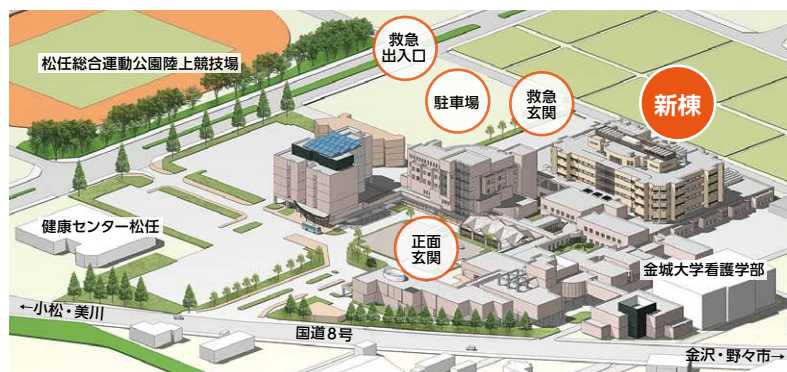 松任総合運動公園陸上競技場
救急
出入口
駐車場
救急
玄関
新棟
健康センター松任
正面
玄関
金城大学看護学部
←小松・美川
国道8号
金沢・野々市→